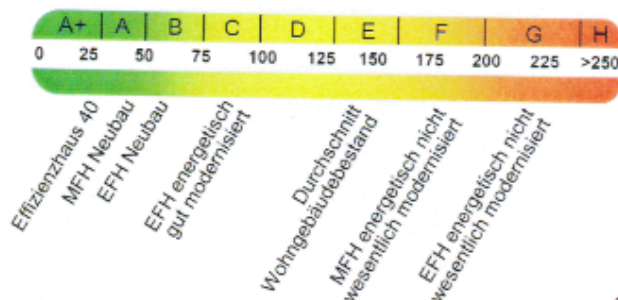 A+ A B C D E F G H
0 25 50 75 100 125 150 175 200 225 >250
Effizienzhaus 40
MFH Neubau
EFH Neubau
EFH energetisch
gut modernisiert
Durchschnitt
Wohngebäudebestand
MFH energetisch nicht
wesentlich modernisiert
EFH energetisch nicht
wesentlich modernisiert